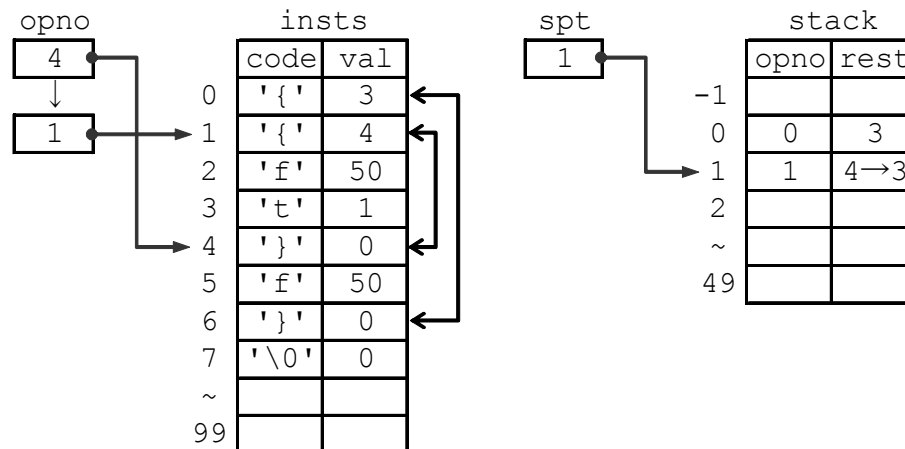 opno insts spt stack
4 code val 1 opno rest
↓ 0 '{' 3 -1
1 1 '{' 4 0 0 3
2 'f' 50 1 1 4→3
3 't' 1 2
4 '}' 0 ~
5 'f' 50 49
6 '}' 0
7 '\0' 0
~
99